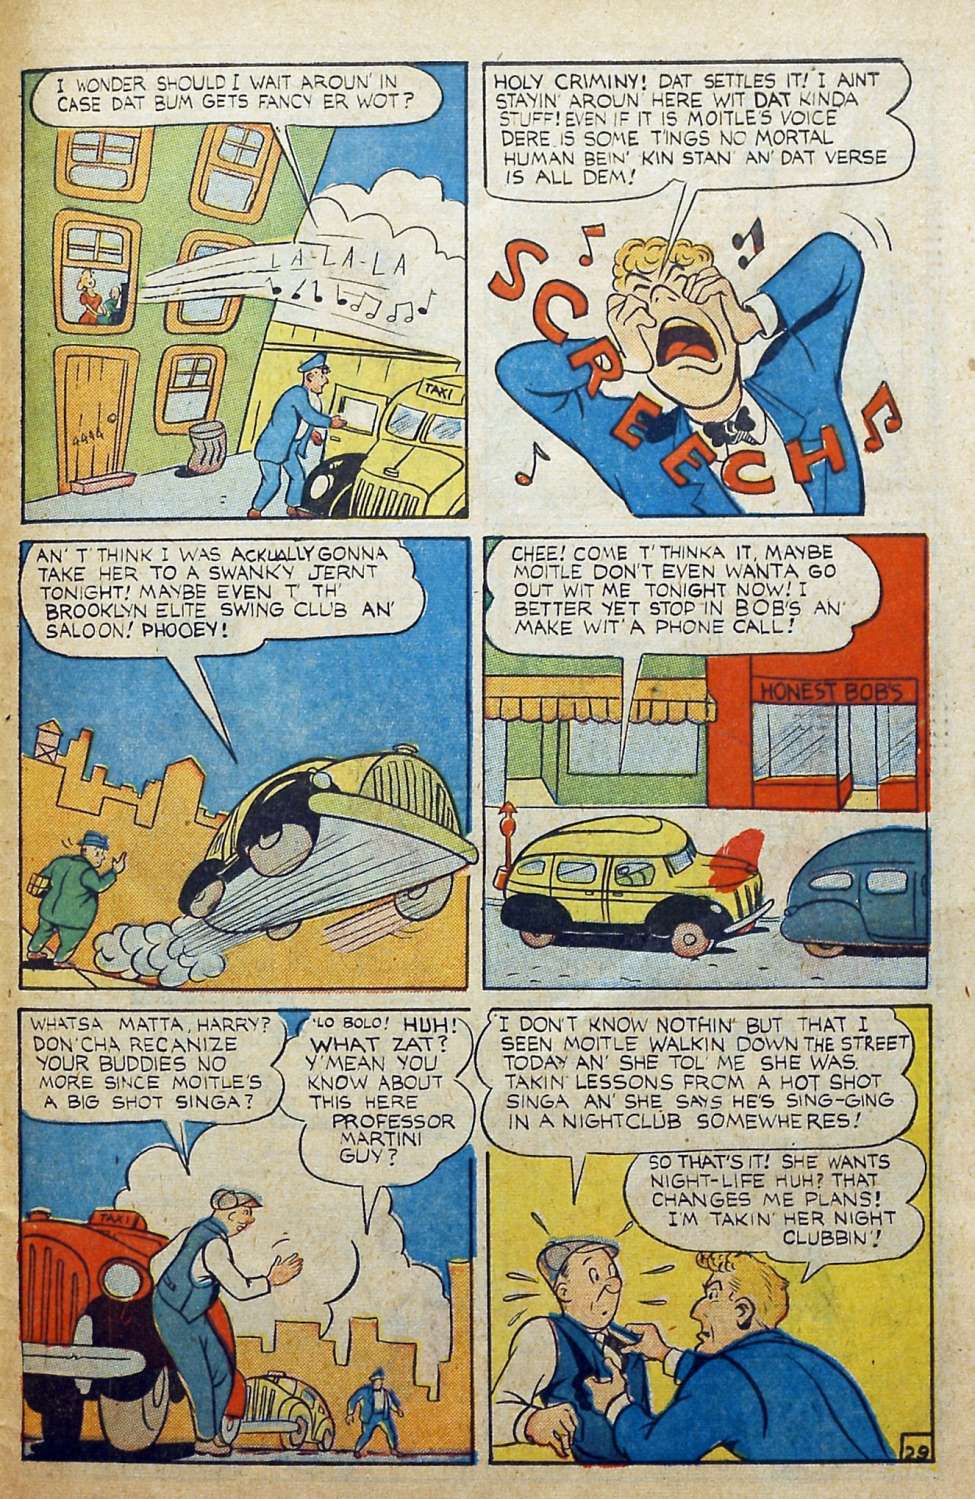 I WONDER SHOULD I WAIT AROUN' IN
CASE DAT BUM GETS FANCY ER WOT?
LA-LA-LA
TAXI
4444
HOLY CRIMINY! DAT SETTLES IT! I AINT
STAYIN' AROUN' HERE WIT DAT KINDA
STUFF! EVEN IF IT IS MOITLE'S VOICE
DERE IS SOME T'INGS NO MORTAL
HUMAN BEIN' KIN STAN' AN' DAT VERSE
IS ALL DEM!
SCREECH
AN' T' THINK I WAS ACKUALLY GONNA
TAKE HER TO A SWANKY JERNT
TONIGHT! MAYBE EVEN T' TH'
BROOKLYN ELITE SWING CLUB AN'
SALOON! PHOOEY!
CHEE! COME T'THINKA IT, MAYBE
MOITLE DON'T EVEN WANTA GO
OUT WIT ME TONIGHT NOW! I
BETTER YET STOP IN BOB'S AN'
MAKE WIT' A PHONE CALL!
HONEST BOB'S
WHATSA MATTA, HARRY?
DON'CHA RECANIZE
YOUR BUDDIES NO
MORE SINCE MOITLE'S
A BIG SHOT SINGA?
'LO BOLO! HUH!
WHAT ZAT?
Y'MEAN YOU
KNOW ABOUT
THIS HERE
PROFESSOR
MARTINI
GUY?
TAXI
I DON'T KNOW NOTHIN' BUT THAT I
SEEN MOITLE WALKIN DOWN THE STREET
TODAY AN' SHE TOL' ME SHE WAS
TAKIN' LESSONS FROM A HOT SHOT
SINGA AN' SHE SAYS HE'S SING-GING
IN A NIGHTCLUB SOMEWHERES!
SO THAT'S IT! SHE WANTS
NIGHT-LIFE HUH? THAT
CHANGES ME PLANS!
I'M TAKIN' HER NIGHT
CLUBBIN'!
29